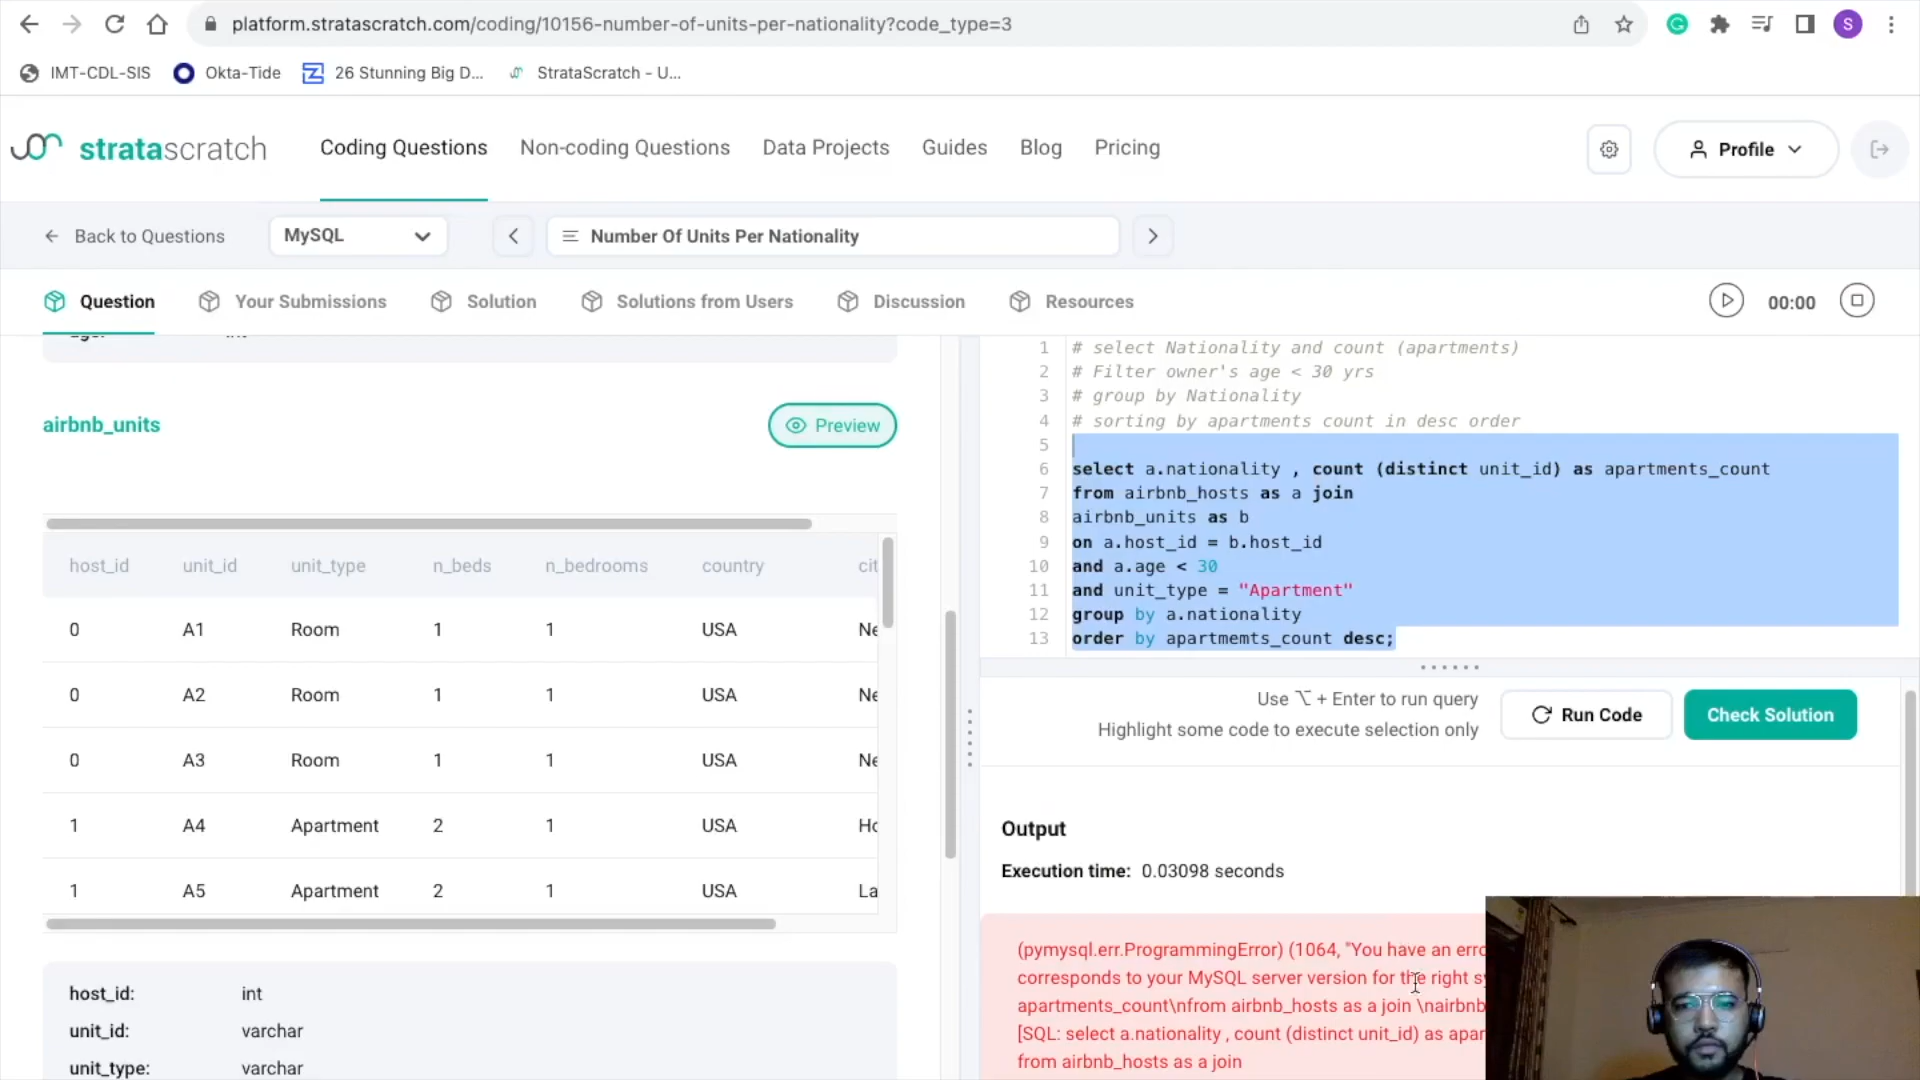 platform.stratascratch.com/coding/10156-number-of-units-per-nationality?code_type=3
S
IMT-CDL-SIS
Okta-Tide
26 Stunning Big D...
StrataScratch - U...
stratascratch
Coding Questions
Non-coding Questions
Data Projects
Guides
Blog
Pricing
Profile
Back to Questions
MySQL
Number Of Units Per Nationality
Question
Your Submissions
Solution
Solutions from Users
Discussion
Resources
00:00
airbnb_units
Preview
host_id unit_id unit_type n_beds n_bedrooms country cit
0 A1 Room 1 1 USA Ne
0 A2 Room 1 1 USA Ne
0 A3 Room 1 1 USA Ne
1 A4 Apartment 2 1 USA Ho
1 A5 Apartment 2 1 USA La
host_id: int
unit_id: varchar
unit_type: varchar
1 # select Nationality and count (apartments)
2 # Filter owner's age < 30 yrs
3 # group by Nationality
4 # sorting by apartments count in desc order
5
6 select a.nationality , count (distinct unit_id) as apartments_count
7 from airbnb_hosts as a join
8 airbnb_units as b
9 on a.host_id = b.host_id
10 and a.age < 30
11 and unit_type = "Apartment"
12 group by a.nationality
13 order by apartmemts_count desc;
Use ⌥ + Enter to run query
Highlight some code to execute selection only
Run Code
Check Solution
Output
Execution time: 0.03098 seconds
(pymysql.err.ProgrammingError) (1064, "You have an erro
corresponds to your MySQL server version for the right sy
apartments_count\nfrom airbnb_hosts as a join \nairbnb
[SQL: select a.nationality , count (distinct unit_id) as apar
from airbnb_hosts as a join